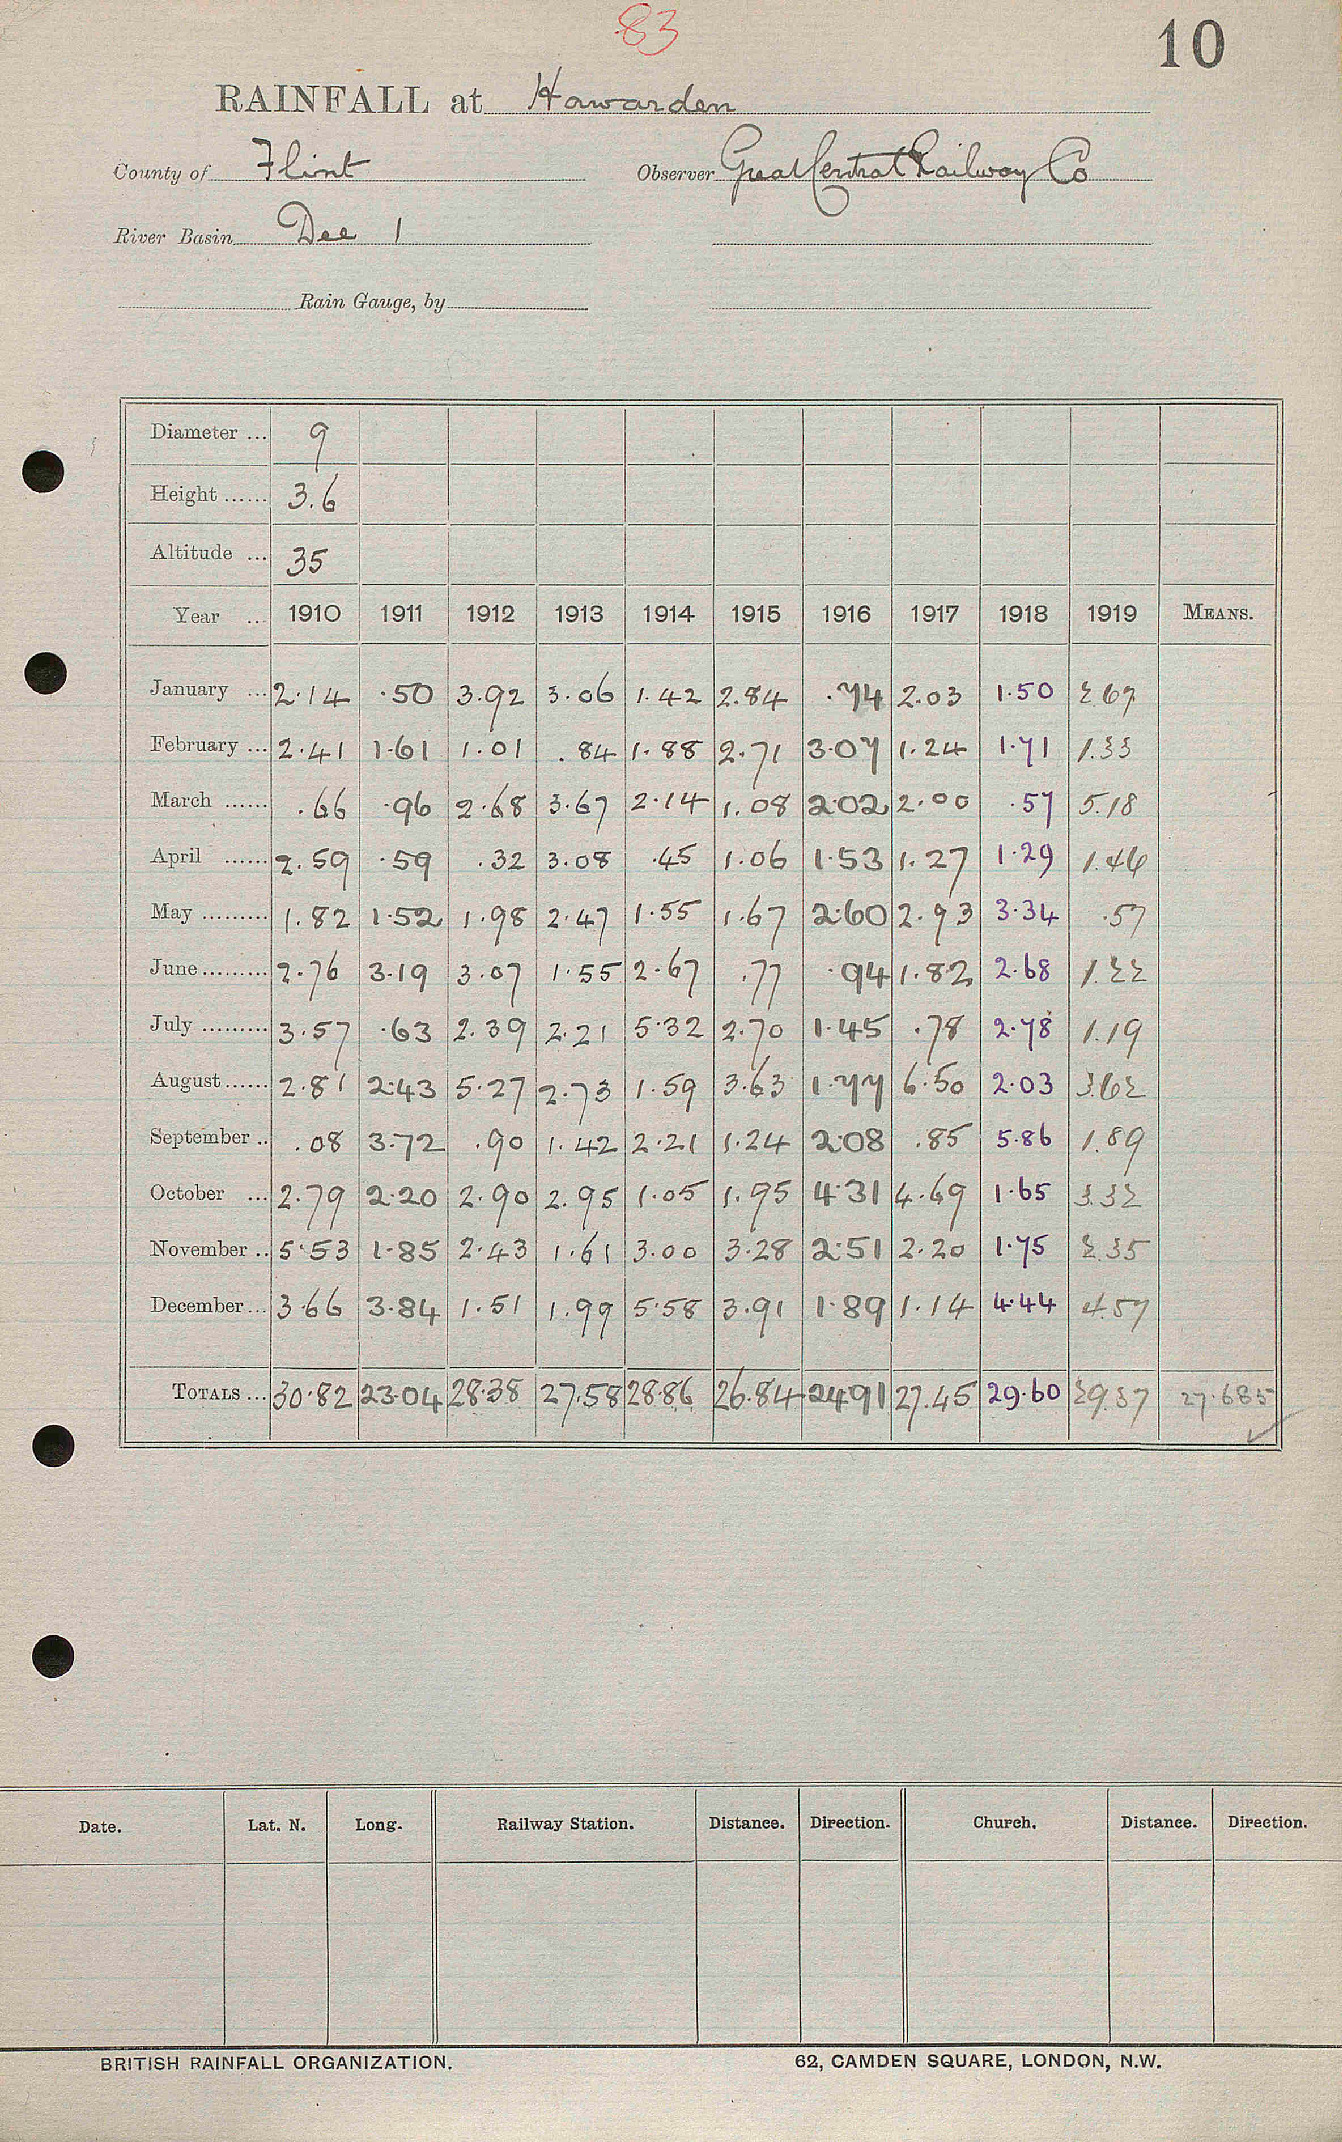 83
10
RAINFALL at Hawarden
County of Flint Observer Great Central Railway Co
River Basin Dee 1
Rain Gauge, by
Diameter ... 9
Height ...... 3.6
Altitude ... 35
Year ... 1910 1911 1912 1913 1914 1915 1916 1917 1918 1919 MEANS.
January ... 2.14 .50 3.92 3.06 1.42 2.84 .74 2.03 1.50 2.67
February ... 2.41 1.61 1.01 .84 1.88 2.71 3.07 1.24 1.71 1.33
March ...... .66 .96 2.68 3.67 2.14 1.08 2.02 2.00 .57 5.18
April ...... 2.59 .59 .32 3.08 .45 1.06 1.53 1.27 1.29 1.46
May ......... 1.82 1.52 1.98 2.47 1.55 1.67 2.60 2.93 3.34 .57
June ......... 2.76 3.19 3.07 1.55 2.67 .77 .94 1.82 2.68 1.22
July ......... 3.57 .63 2.39 2.21 5.32 2.70 1.45 .78 2.78 1.19
August ...... 2.81 2.43 5.27 2.73 1.59 3.63 1.77 6.50 2.03 3.62
September .. .08 3.72 .90 1.42 2.21 1.24 2.08 .85 5.86 1.89
October ... 2.79 2.20 2.90 2.95 1.05 1.95 4.31 4.69 1.65 3.32
November .. 5.53 1.85 2.43 1.61 3.00 3.28 2.51 2.20 1.75 2.35
December ... 3.66 3.84 1.51 1.99 5.58 3.91 1.89 1.14 4.44 4.57
TOTALS ... 30.82 23.04 28.38 27.58 28.86 26.84 24.91 27.45 29.60 29.37 27.685
Date. Lat. N. Long. Railway Station. Distance. Direction. Church. Distance. Direction.
BRITISH RAINFALL ORGANIZATION. 62, CAMDEN SQUARE, LONDON, N.W.